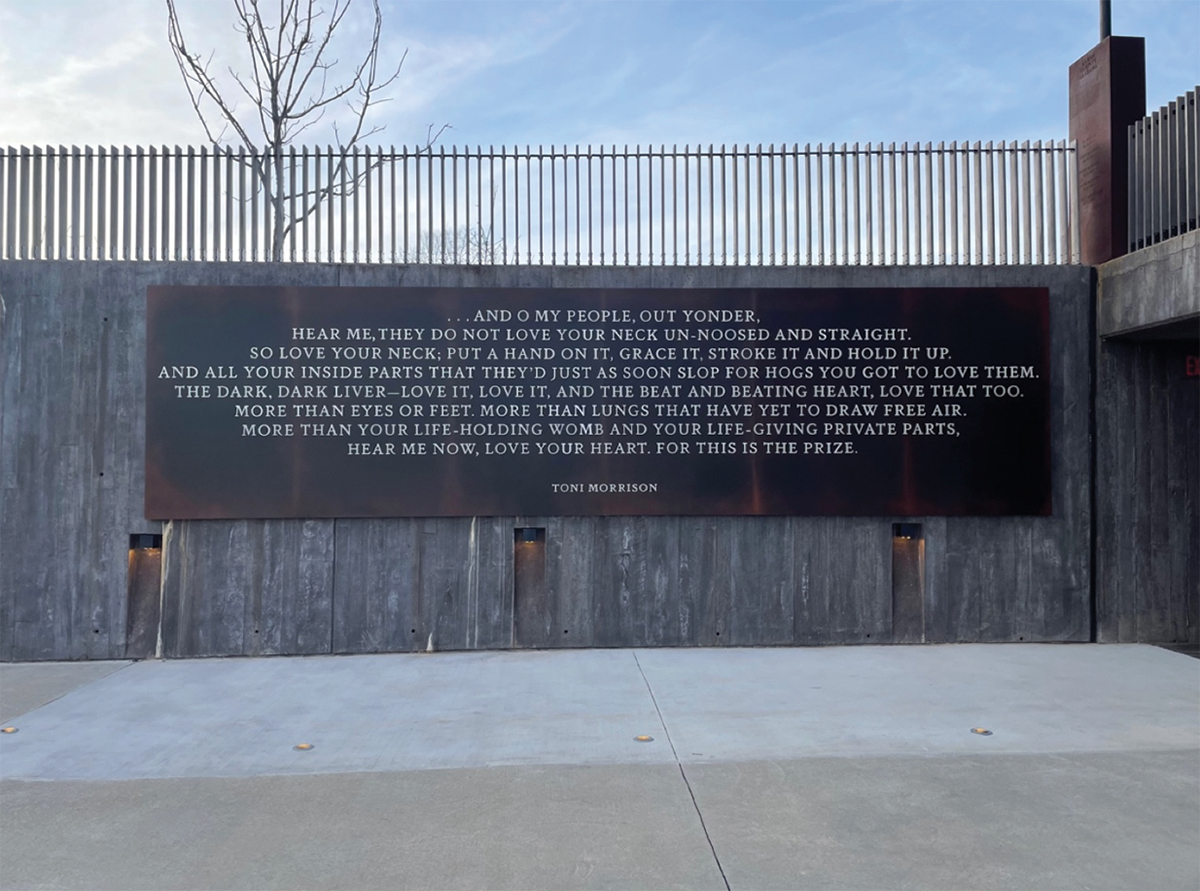 ...AND O MY PEOPLE, OUT YONDER,
HEAR ME, THEY DO NOT LOVE YOUR NECK UN-NOOSED AND STRAIGHT.
SO LOVE YOUR NECK; PUT A HAND ON IT, GRACE IT, STROKE IT AND HOLD IT UP.
AND ALL YOUR INSIDE PARTS THAT THEY'D JUST AS SOON SLOP FOR HOGS YOU GOT TO LOVE THEM.
THE DARK, DARK LIVER—LOVE IT, LOVE IT, AND THE BEAT AND BEATING HEART, LOVE THAT TOO.
MORE THAN EYES OR FEET. MORE THAN LUNGS THAT HAVE YET TO DRAW FREE AIR.
MORE THAN YOUR LIFE-HOLDING WOMB AND YOUR LIFE-GIVING PRIVATE PARTS,
HEAR ME NOW, LOVE YOUR HEART. FOR THIS IS THE PRIZE.
TONI MORRISON